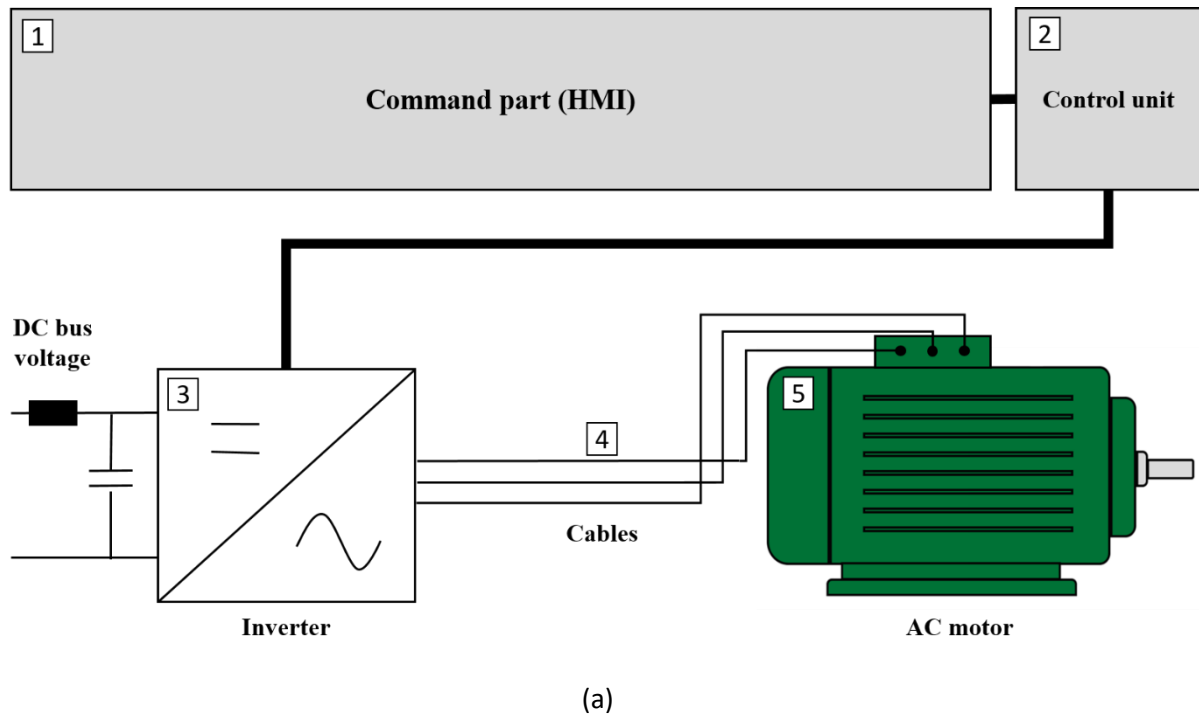 1
Command part (HMI)
2
Control unit
DC bus
voltage
3
4
5
Cables
Inverter
AC motor
(a)